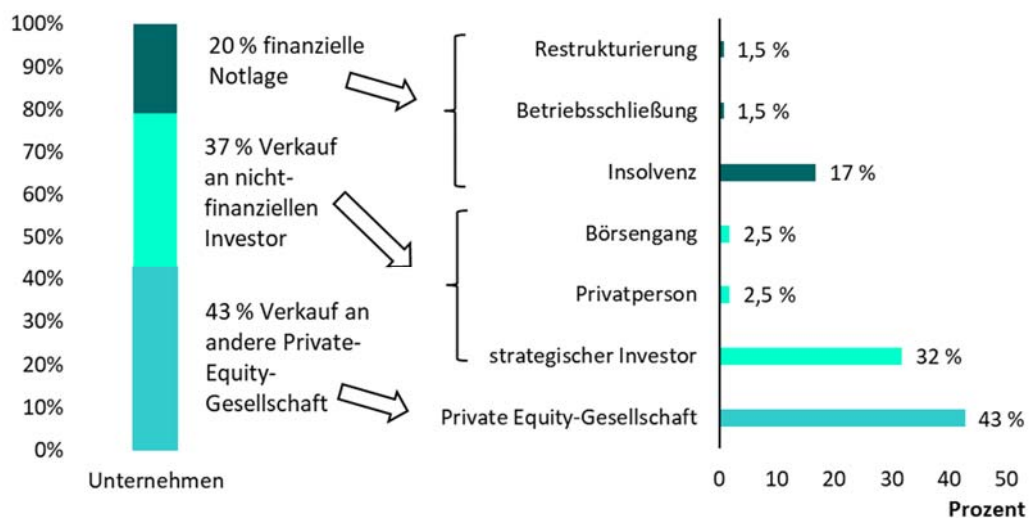 100%
90%
80%
70%
60%
50%
40%
30%
20%
10%
0%
Unternehmen
20 % finanzielle
Notlage
37 % Verkauf
an nicht-
finanziellen
Investor
43 % Verkauf an
andere Private-
Equity-
Gesellschaft
Restrukturierung 1,5 %
Betriebsschließung 1,5 %
Insolvenz 17 %
Börsengang 2,5 %
Privatperson 2,5 %
strategischer Investor 32 %
Private Equity-Gesellschaft 43 %
0 10 20 30 40 50
Prozent